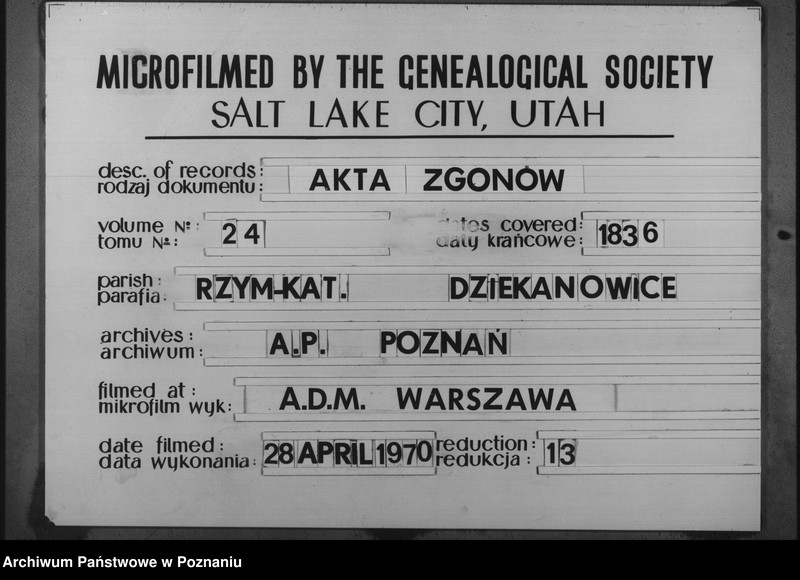 MICROFILMED BY THE GENEALOGICAL SOCIETY
SALT LAKE CITY, UTAH
desc. of records:
rodzaj dokumentu: AKTA ZGONÓW
volume №: dates covered:
tomu №: 24 daty krańcowe: 1836
parish:
parafia: RZYM-KAT. DZIEKANOWICE
archives:
archiwum: A.P. POZNAŃ
filmed at:
mikrofilm wyk: A.D.M. WARSZAWA
date filmed: reduction:
data wykonania: 28 APRIL 1970 redukcja: 13
Archiwum Państwowe w Poznaniu